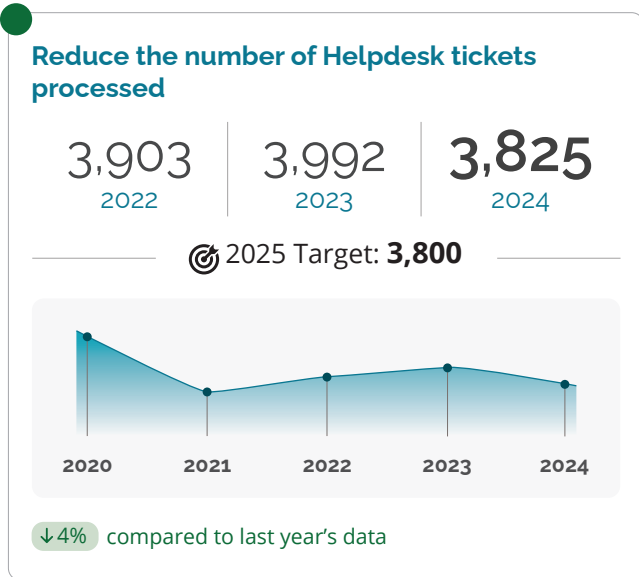 Reduce the number of Helpdesk tickets
processed
3,903 3,992 3,825
2022 2023 2024
2025 Target: 3,800
2020 2021 2022 2023 2024
↓4% compared to last year’s data